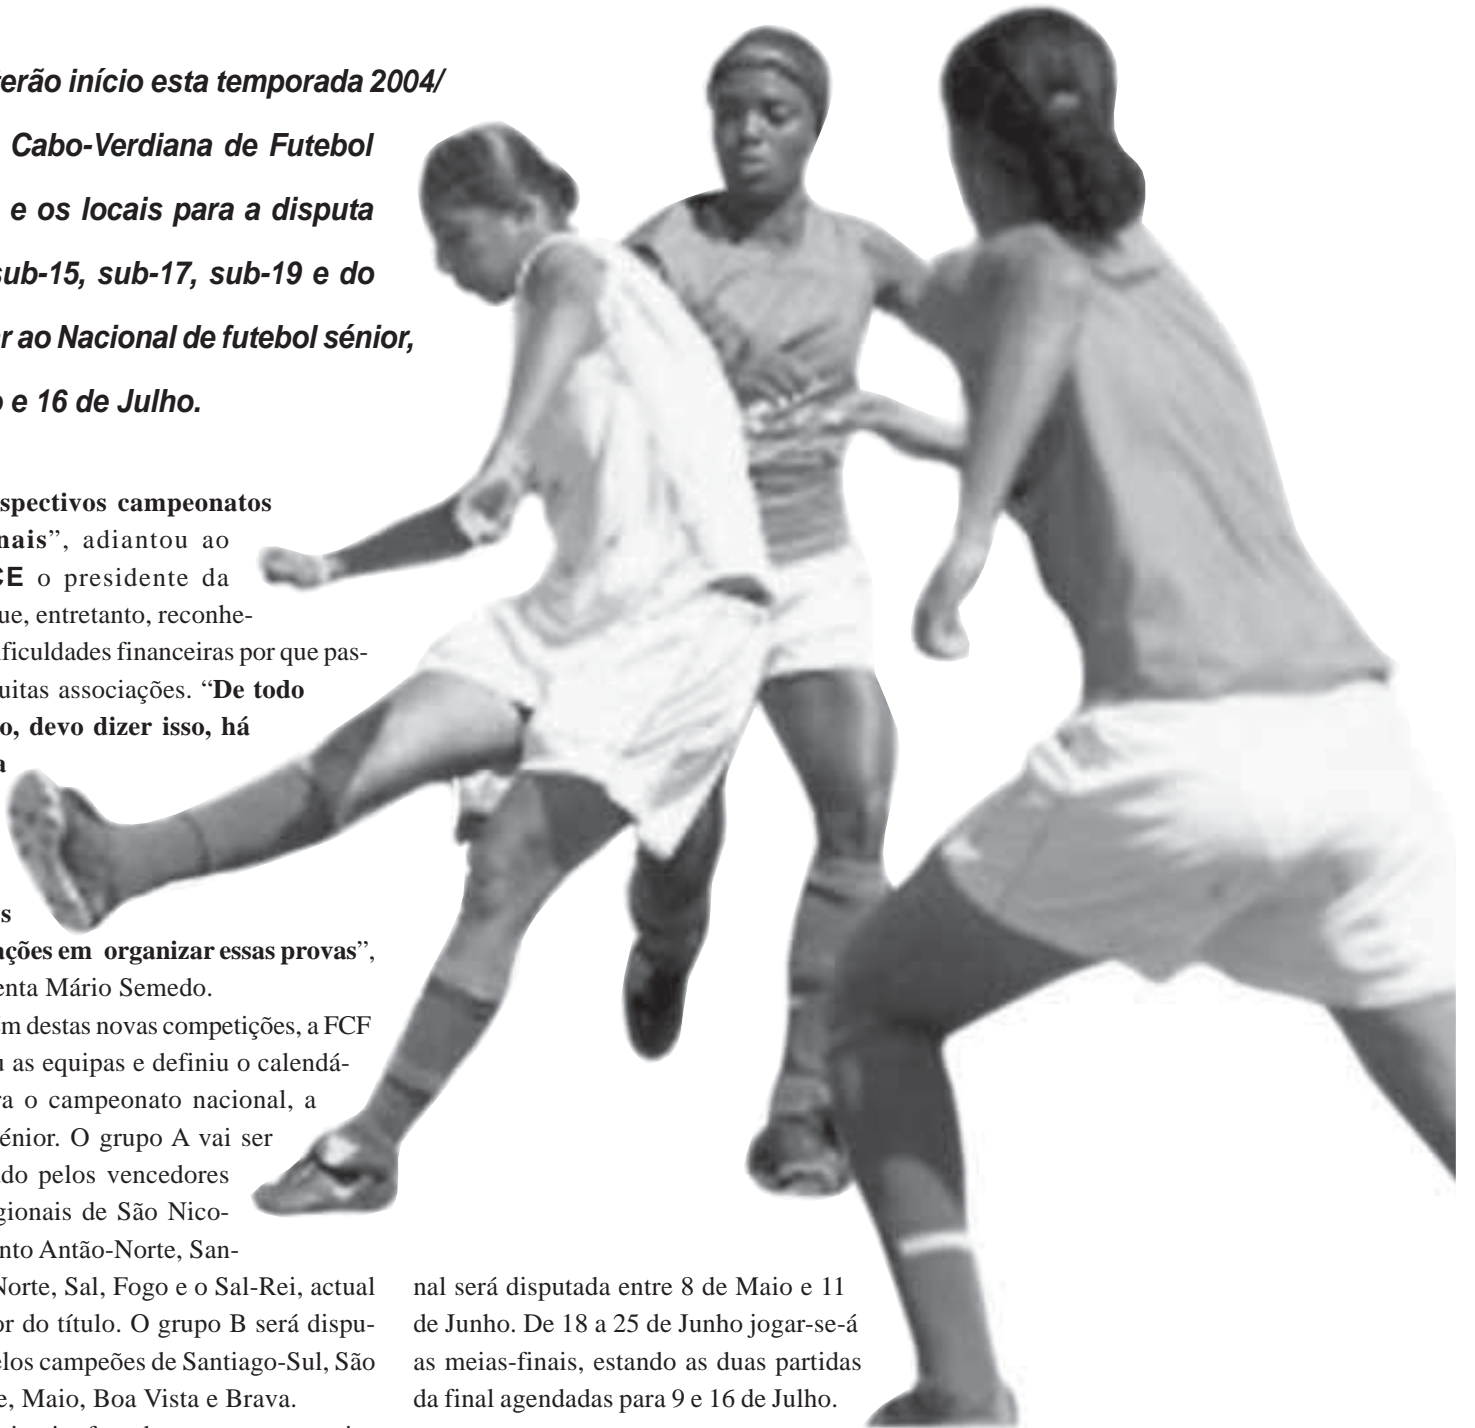 erão início esta temporada 2004/
Cabo-Verdiana de Futebol
e os locais para a disputa
sub-15, sub-17, sub-19 e do
r ao Nacional de futebol sénior,
o e 16 de Julho.
spectivos campeonatos
nais”, adiantou ao
CE o presidente da
ue, entretanto, reconhe-
ificuldades financeiras por que pas-
uitas associações. “De todo
o, devo dizer isso, há
a
s
ações em organizar essas provas”,
enta Mário Semedo.
ém destas novas competições, a FCF
u as equipas e definiu o calendá-
ra o campeonato nacional, a
énior. O grupo A vai ser
ado pelos vencedores
gionais de São Nico-
nto Antão-Norte, San-
Norte, Sal, Fogo e o Sal-Rei, actual
or do título. O grupo B será dispu-
elos campeões de Santiago-Sul, São
e, Maio, Boa Vista e Brava.
nal será disputada entre 8 de Maio e 11
de Junho. De 18 a 25 de Junho jogar-se-á
as meias-finais, estando as duas partidas
da final agendadas para 9 e 16 de Julho.